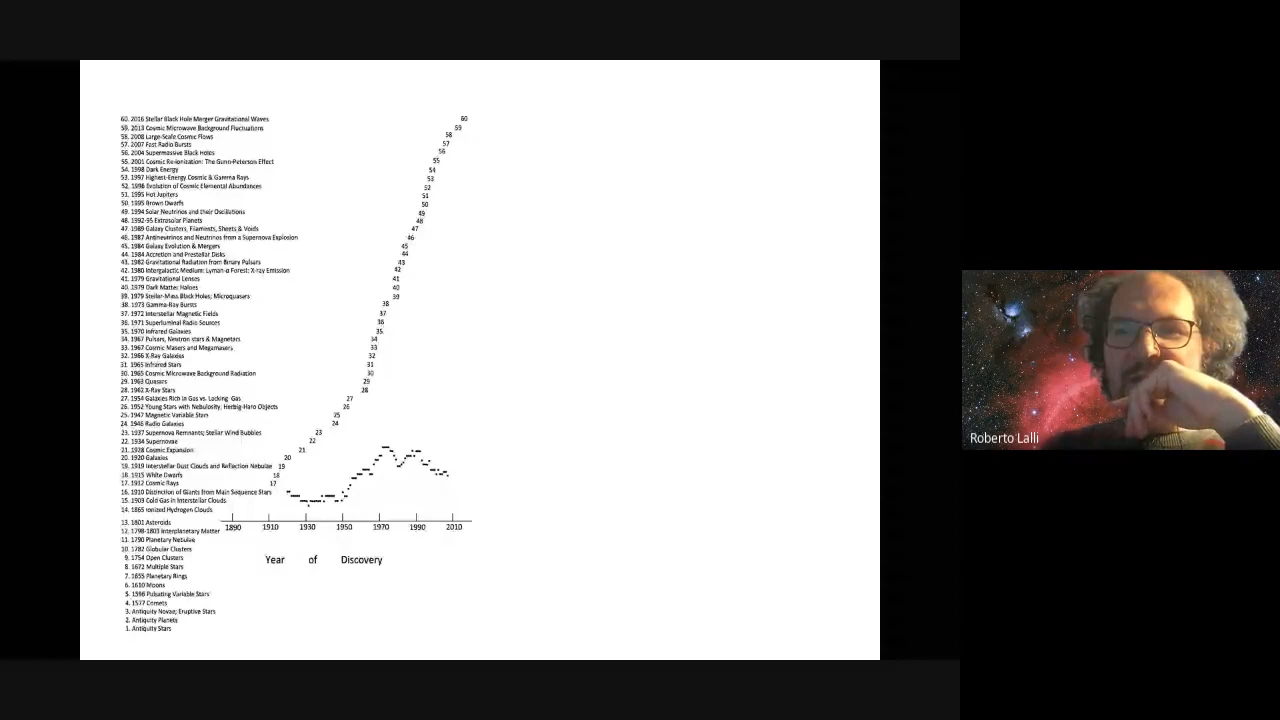 60. 2016 Stellar Black Hole Merger Gravitational Waves 60
59. 2013 Cosmic Microwave Background Fluctuations 59
58. 2008 Large-Scale Cosmic Flows 58
57. 2007 Fast Radio Bursts 57
56. 2004 Supermassive Black Holes 56
55. 2001 Cosmic Re-ionization: The Gunn-Peterson Effect 55
54. 1998 Dark Energy 54
53. 1997 Highest-Energy Cosmic & Gamma Rays 53
52. 1996 Evolution of Cosmic Elemental Abundances 52
51. 1995 Hot Jupiters 51
50. 1995 Brown Dwarfs 50
49. 1994 Solar Neutrinos and their Oscillations 49
48. 1992-95 Extrasolar Planets 48
47. 1989 Galaxy Clusters, Filaments, Sheets & Voids 47
46. 1987 Antineutrinos and Neutrinos from a Supernova Explosion 46
45. 1984 Galaxy Evolution & Mergers 45
44. 1984 Accretion and Prestellar Disks 44
43. 1982 Gravitational Radiation from Binary Pulsars 43
42. 1980 Intergalactic Medium: Lyman-α Forest: X-ray Emission 42
41. 1979 Gravitational Lenses 41
40. 1979 Dark Matter Haloes 40
39. 1979 Stellar-Mass Black Holes; Microquasars 39
38. 1973 Gamma-Ray Bursts 38
37. 1972 Interstellar Magnetic Fields 37
36. 1971 Superluminal Radio Sources 36
35. 1970 Infrared Galaxies 35
34. 1967 Pulsars, Neutron stars & Magnetars 34
33. 1967 Cosmic Masers and Megamasers 33
32. 1966 X-Ray Galaxies 32
31. 1965 Infrared Stars 31
30. 1965 Cosmic Microwave Background Radiation 30
29. 1963 Quasars 29
28. 1962 X-Ray Stars 28
27. 1954 Galaxies Rich in Gas vs. Lacking Gas 27
26. 1952 Young Stars with Nebulosity; Herbig-Haro Objects 26
25. 1947 Magnetic Variable Stars 25
24. 1946 Radio Galaxies 24
23. 1937 Supernova Remnants; Stellar Wind Bubbles 23
22. 1934 Supernovae 22
21. 1928 Cosmic Expansion 21
20. 1920 Galaxies 20
19. 1919 Interstellar Dust Clouds and Reflection Nebulae 19
18. 1915 White Dwarfs 18
17. 1912 Cosmic Rays 17
16. 1910 Distinction of Giants from Main Sequence Stars
15. 1903 Cold Gas in Interstellar Clouds
14. 1865 Ionized Hydrogen Clouds
13. 1801 Asteroids
12. 1798-1803 Interplanetary Matter
11. 1790 Planetary Nebulae
10. 1782 Globular Clusters
9. 1754 Open Clusters
8. 1672 Multiple Stars
7. 1655 Planetary Rings
6. 1610 Moons
5. 1596 Pulsating Variable Stars
4. 1577 Comets
3. Antiquity Novae; Eruptive Stars
2. Antiquity Planets
1. Antiquity Stars
1890 1910 1930 1950 1970 1990 2010
Year of Discovery
Roberto Lalli